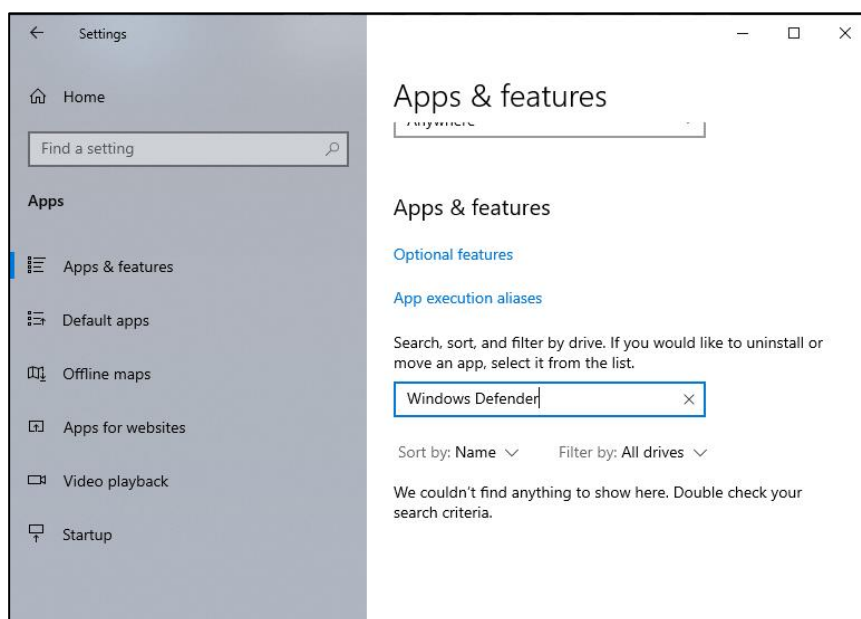 Settings
Home
Find a setting
Apps
Apps & features
Default apps
Offline maps
Apps for websites
Video playback
Startup
Apps & features
Anywhere
Apps & features
Optional features
App execution aliases
Search, sort, and filter by drive. If you would like to uninstall or
move an app, select it from the list.
Windows Defender
Sort by: Name Filter by: All drives
We couldn't find anything to show here. Double check your
search criteria.